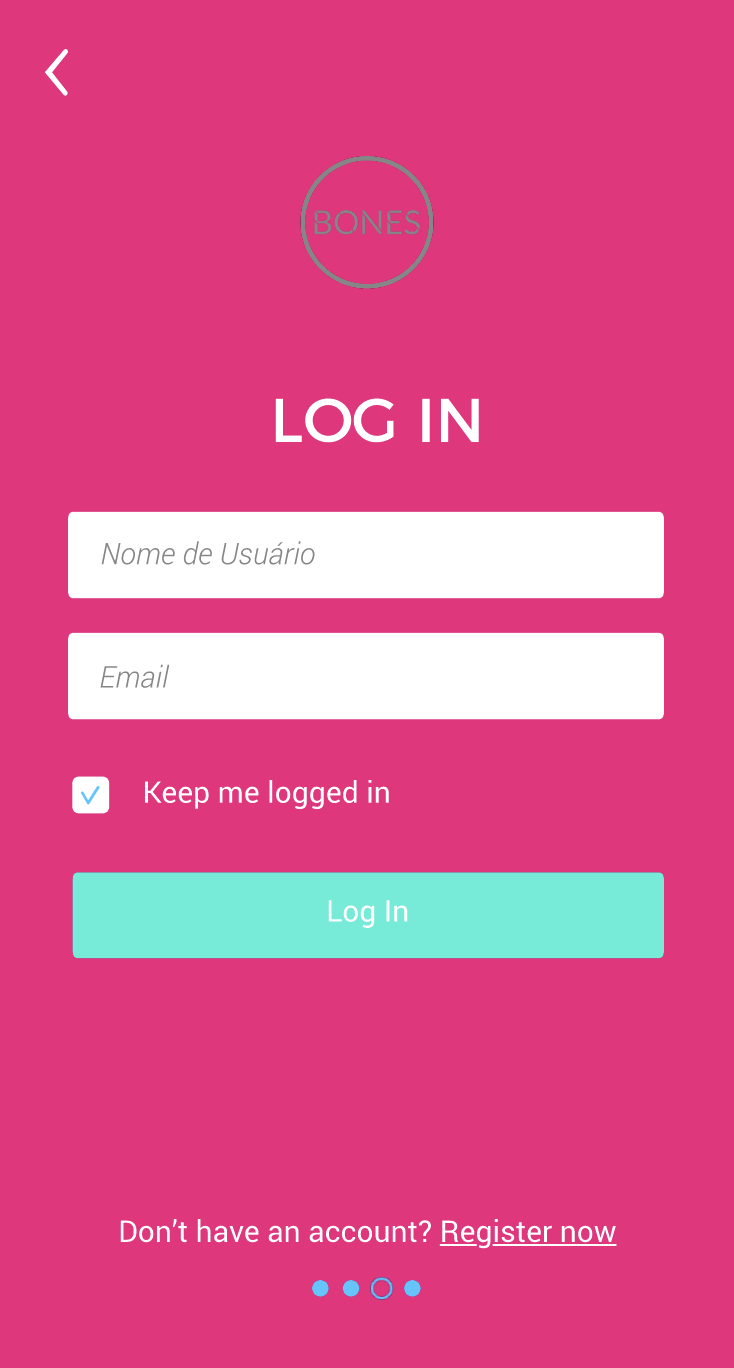 BONES
LOG IN
Nome de Usuário
Email
Keep me logged in
Log In
Don’t have an account? Register now